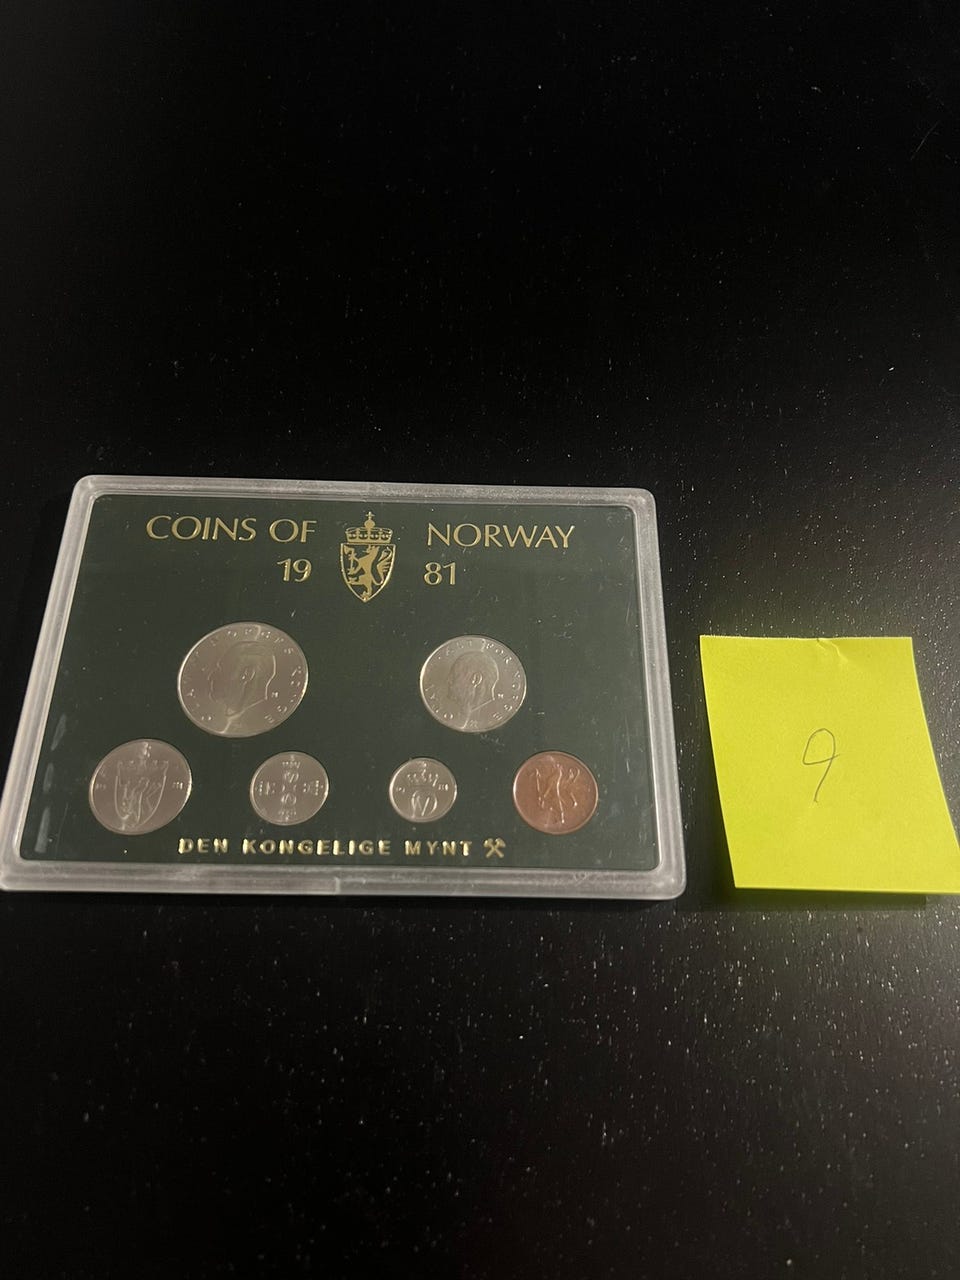 COINS OF NORWAY
19 81
DEN KONGELIGE MYNT
9